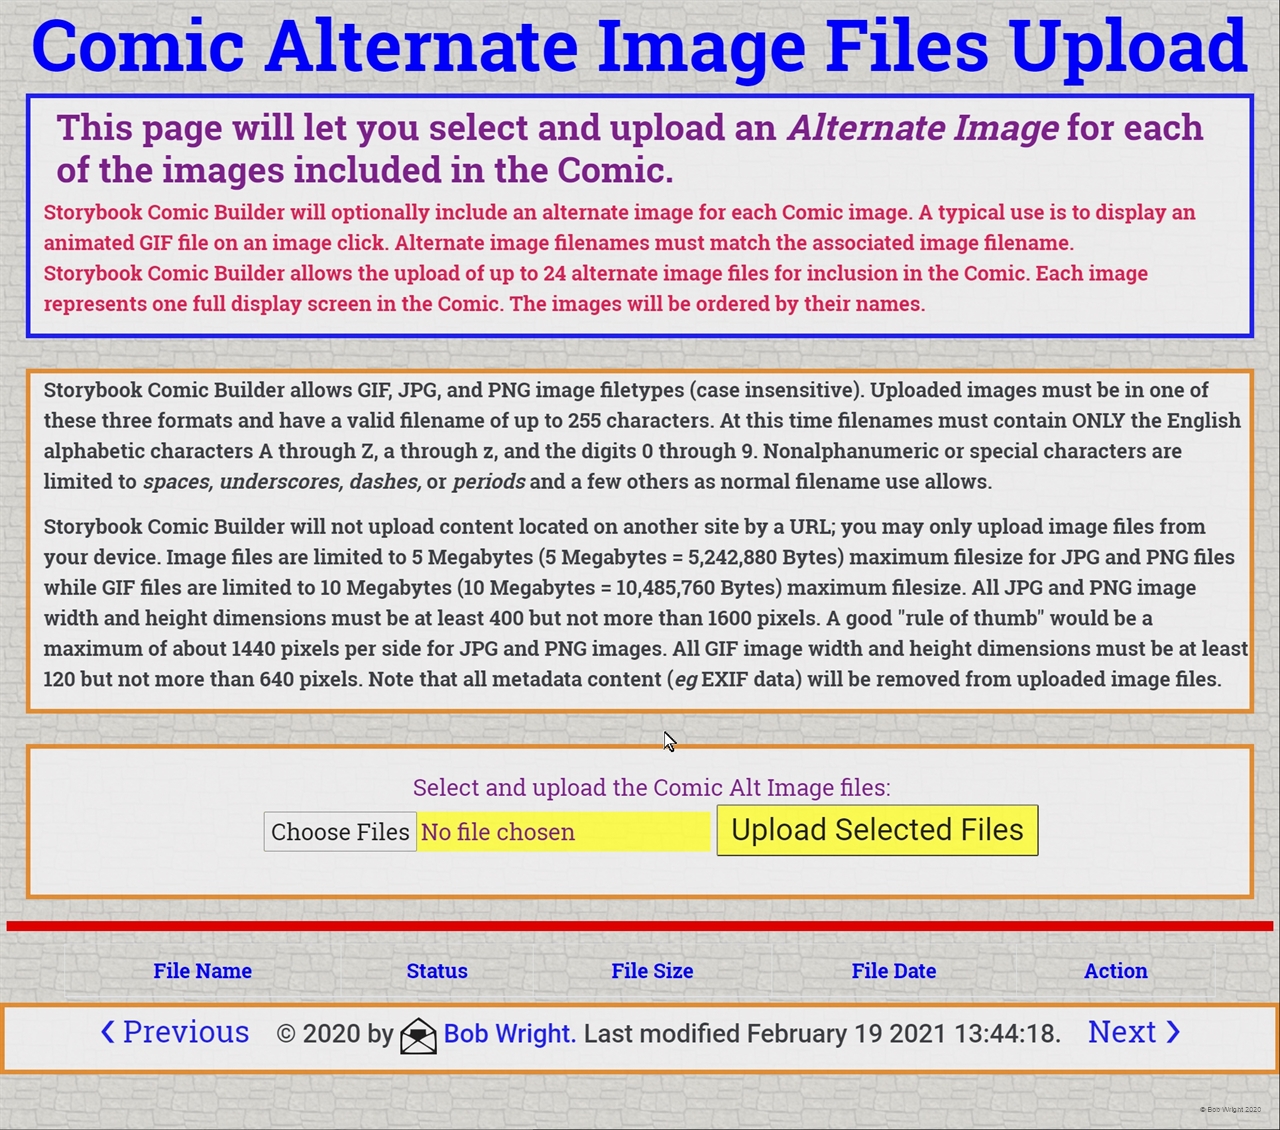 Comic Alternate Image Files Upload
This page will let you select and upload an Alternate Image for each
of the images included in the Comic.
Storybook Comic Builder will optionally include an alternate image for each Comic image. A typical use is to display an
animated GIF file on an image click. Alternate image filenames must match the associated image filename.
Storybook Comic Builder allows the upload of up to 24 alternate image files for inclusion in the Comic. Each image
represents one full display screen in the Comic. The images will be ordered by their names.
Storybook Comic Builder allows GIF, JPG, and PNG image filetypes (case insensitive). Uploaded images must be in one of
these three formats and have a valid filename of up to 255 characters. At this time filenames must contain ONLY the English
alphabetic characters A through Z, a through z, and the digits 0 through 9. Nonalphanumeric or special characters are
limited to spaces, underscores, dashes, or periods and a few others as normal filename use allows.
Storybook Comic Builder will not upload content located on another site by a URL; you may only upload image files from
your device. Image files are limited to 5 Megabytes (5 Megabytes = 5,242,880 Bytes) maximum filesize for JPG and PNG files
while GIF files are limited to 10 Megabytes (10 Megabytes = 10,485,760 Bytes) maximum filesize. All JPG and PNG image
width and height dimensions must be at least 400 but not more than 1600 pixels. A good "rule of thumb" would be a
maximum of about 1440 pixels per side for JPG and PNG images. All GIF image width and height dimensions must be at least
120 but not more than 640 pixels. Note that all metadata content (eg EXIF data) will be removed from uploaded image files.
Select and upload the Comic Alt Image files:
Choose Files No file chosen Upload Selected Files
File Name Status File Size File Date Action
❮ Previous © 2020 by Bob Wright. Last modified February 19 2021 13:44:18. Next ❯
© Bob Wright 2020